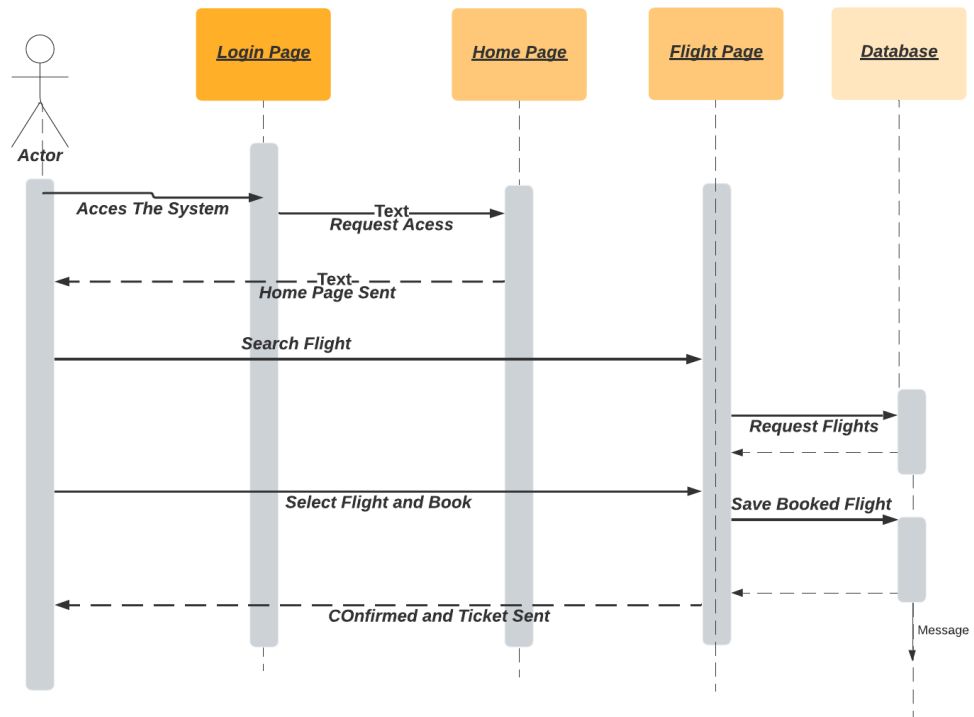 Login Page
Home Page
Flight Page
Database
Actor
Acces The System
Text
Request Acess
Text
Home Page Sent
Search Flight
Request Flights
Select Flight and Book
Save Booked Flight
COnfirmed and Ticket Sent
Message